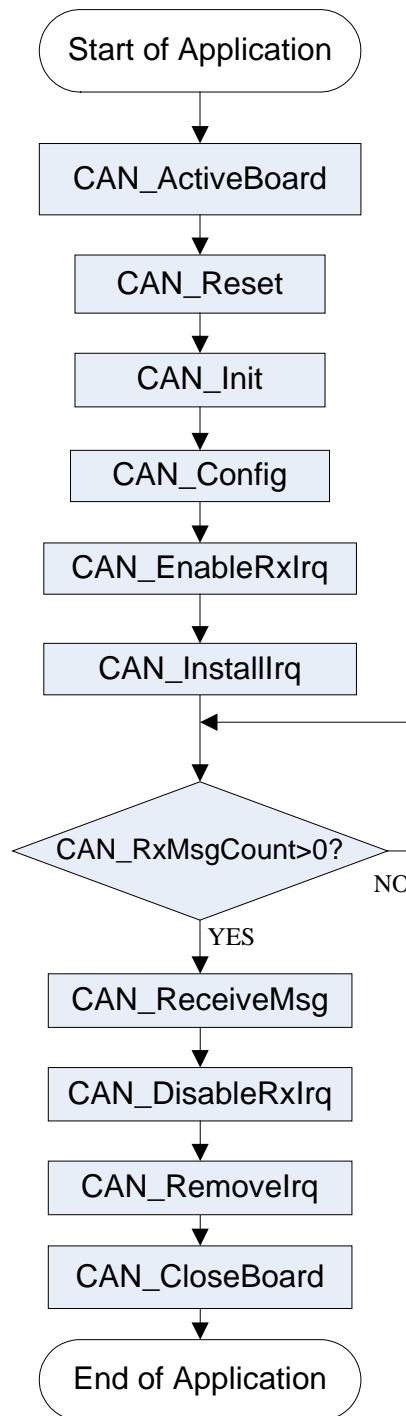 Start of Application
CAN_ActiveBoard
CAN_Reset
CAN_Init
CAN_Config
CAN_EnableRxIrq
CAN_InstallIrq
CAN_RxMsgCount>0?
NO
YES
CAN_ReceiveMsg
CAN_DisableRxIrq
CAN_RemoveIrq
CAN_CloseBoard
End of Application